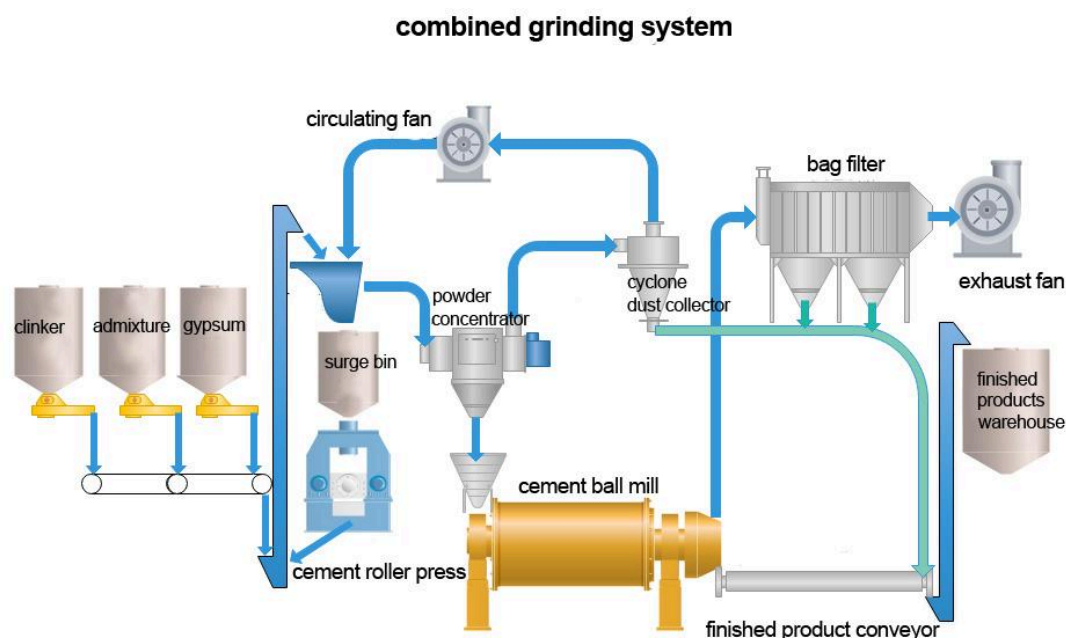 combined grinding system
circulating fan
bag filter
exhaust fan
cyclone
dust collector
powder
concentrator
clinker
admixture
gypsum
surge bin
finished
products
warehouse
cement ball mill
cement roller press
finished product conveyor